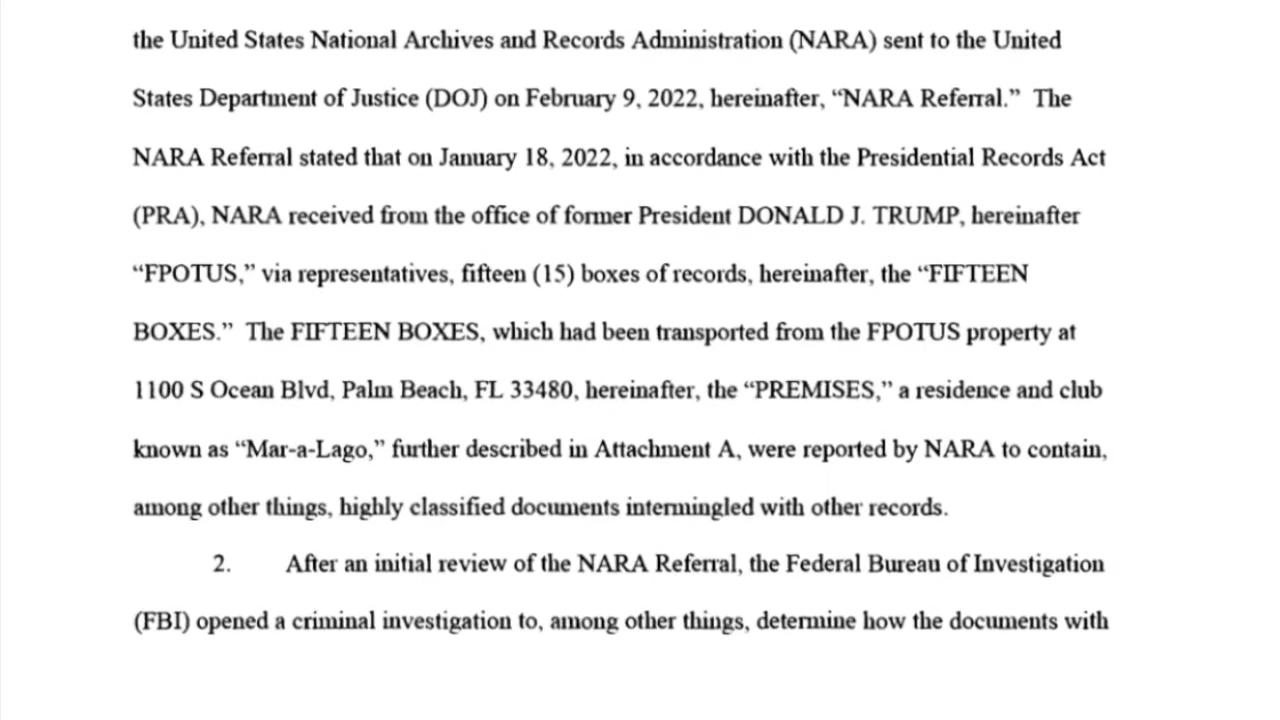 the United States National Archives and Records Administration (NARA) sent to the United
States Department of Justice (DOJ) on February 9, 2022, hereinafter, “NARA Referral.” The
NARA Referral stated that on January 18, 2022, in accordance with the Presidential Records Act
(PRA), NARA received from the office of former President DONALD J. TRUMP, hereinafter
“FPOTUS,” via representatives, fifteen (15) boxes of records, hereinafter, the “FIFTEEN
BOXES.” The FIFTEEN BOXES, which had been transported from the FPOTUS property at
1100 S Ocean Blvd, Palm Beach, FL 33480, hereinafter, the “PREMISES,” a residence and club
known as “Mar-a-Lago,” further described in Attachment A, were reported by NARA to contain,
among other things, highly classified documents intermingled with other records.
2. After an initial review of the NARA Referral, the Federal Bureau of Investigation
(FBI) opened a criminal investigation to, among other things, determine how the documents with